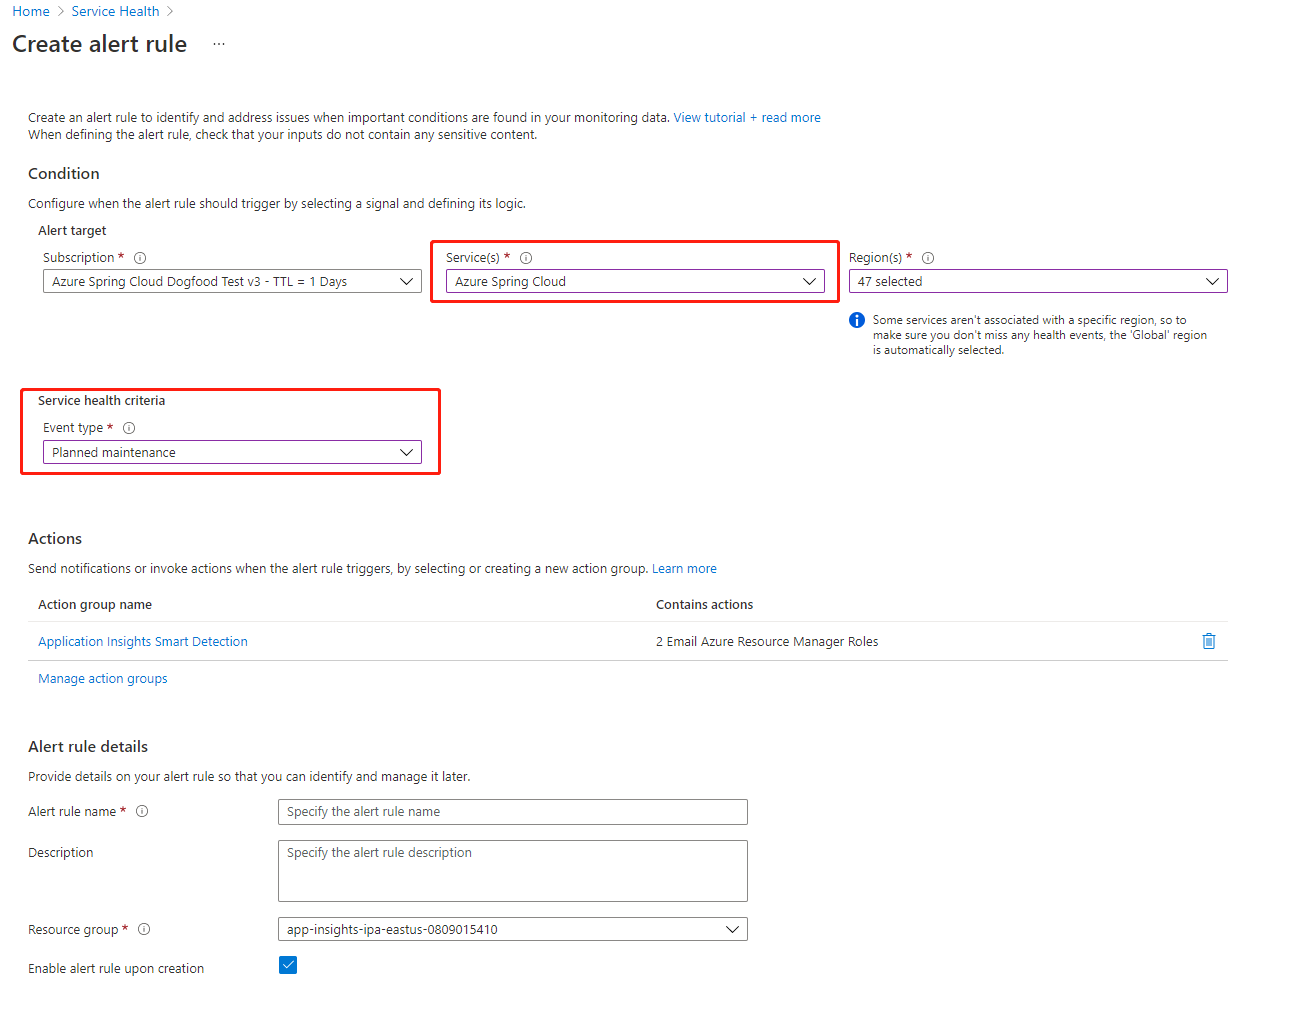 Home > Service Health >
Create alert rule ...
Create an alert rule to identify and address issues when important conditions are found in your monitoring data. View tutorial + read more
When defining the alert rule, check that your inputs do not contain any sensitive content.
Condition
Configure when the alert rule should trigger by selecting a signal and defining its logic.
Alert target
Subscription * Service(s) * Region(s) *
Azure Spring Cloud Dogfood Test v3 - TTL = 1 Days Azure Spring Cloud 47 selected
Some services aren't associated with a specific region, so to
make sure you don't miss any health events, the 'Global' region
is automatically selected.
Service health criteria
Event type *
Planned maintenance
Actions
Send notifications or invoke actions when the alert rule triggers, by selecting or creating a new action group. Learn more
Action group name Contains actions
Application Insights Smart Detection 2 Email Azure Resource Manager Roles
Manage action groups
Alert rule details
Provide details on your alert rule so that you can identify and manage it later.
Alert rule name * Specify the alert rule name
Description Specify the alert rule description
Resource group * app-insights-ipa-eastus-0809015410
Enable alert rule upon creation